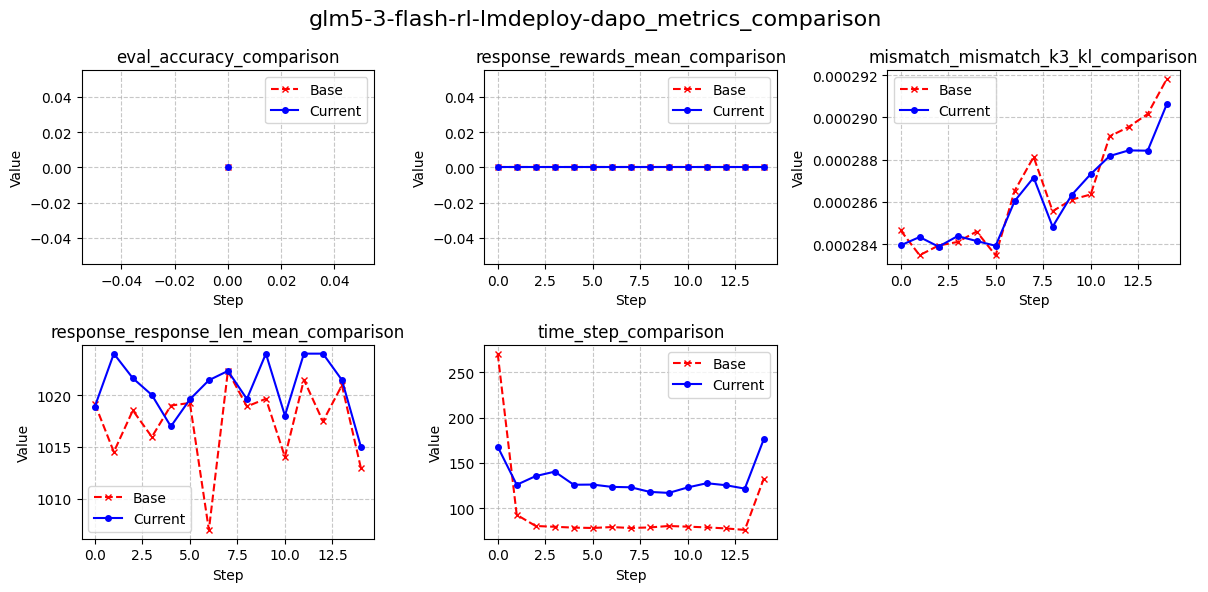 glm5-3-flash-rl-lmdeploy-dapo_metrics_comparison
eval_accuracy_comparison
Value
0.04
0.02
0.00
−0.02
−0.04
Base
Current
−0.04
−0.02
0.00
0.02
0.04
Step
response_rewards_mean_comparison
Value
0.04
0.02
0.00
−0.02
−0.04
Base
Current
0.0
2.5
5.0
7.5
10.0
12.5
Step
mismatch_mismatch_k3_kl_comparison
Value
0.000292
0.000290
0.000288
0.000286
0.000284
Base
Current
0.0
2.5
5.0
7.5
10.0
12.5
Step
response_response_len_mean_comparison
Value
1020
1015
1010
Base
Current
0.0
2.5
5.0
7.5
10.0
12.5
Step
time_step_comparison
Value
250
200
150
100
Base
Current
0.0
2.5
5.0
7.5
10.0
12.5
Step